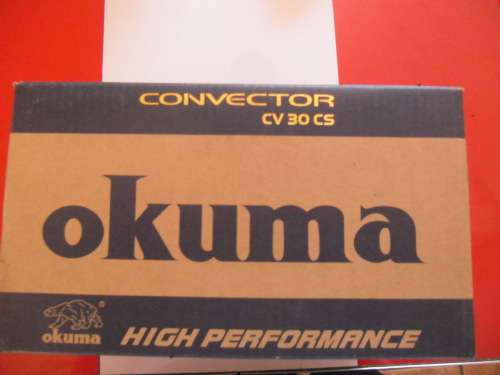 CONVECTOR
CV 30 CS
okuma
®
okuma
HIGH PERFORMANCE